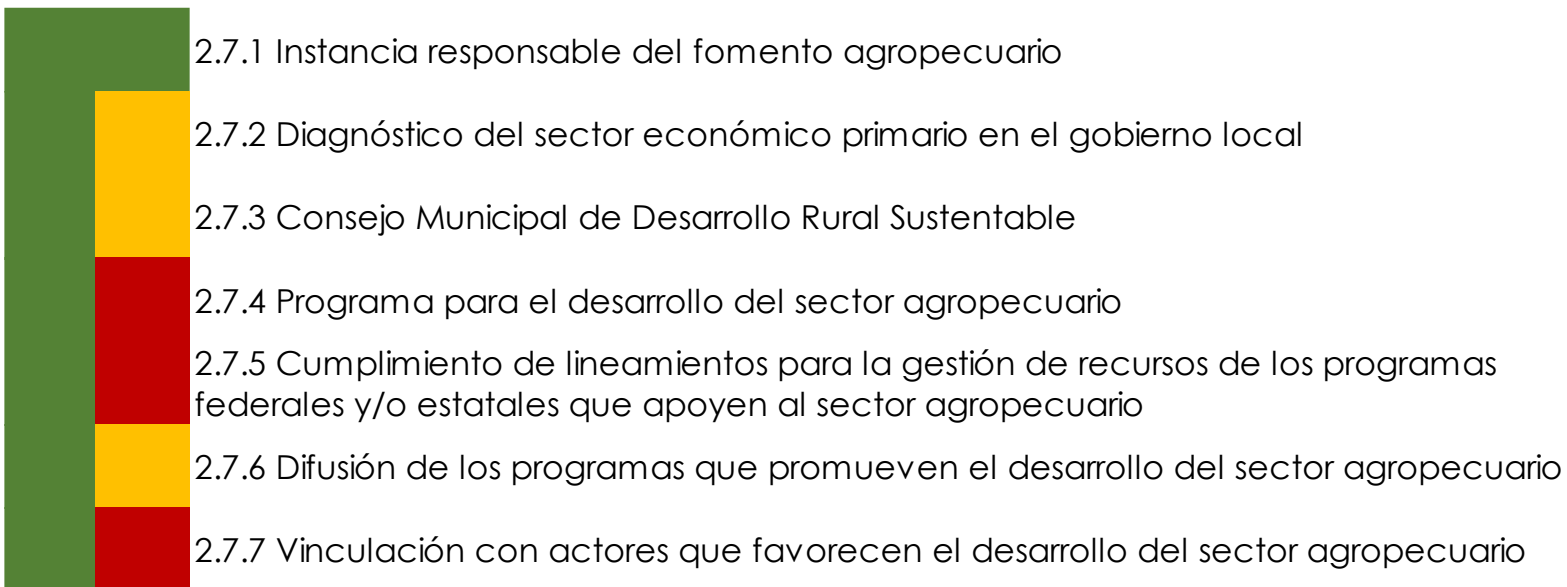 2.7.1 Instancia responsable del fomento agropecuario
2.7.2 Diagnóstico del sector económico primario en el gobierno local
2.7.3 Consejo Municipal de Desarrollo Rural Sustentable
2.7.4 Programa para el desarrollo del sector agropecuario
2.7.5 Cumplimiento de lineamientos para la gestión de recursos de los programas
federales y/o estatales que apoyen al sector agropecuario
2.7.6 Difusión de los programas que promueven el desarrollo del sector agropecuario
2.7.7 Vinculación con actores que favorecen el desarrollo del sector agropecuario